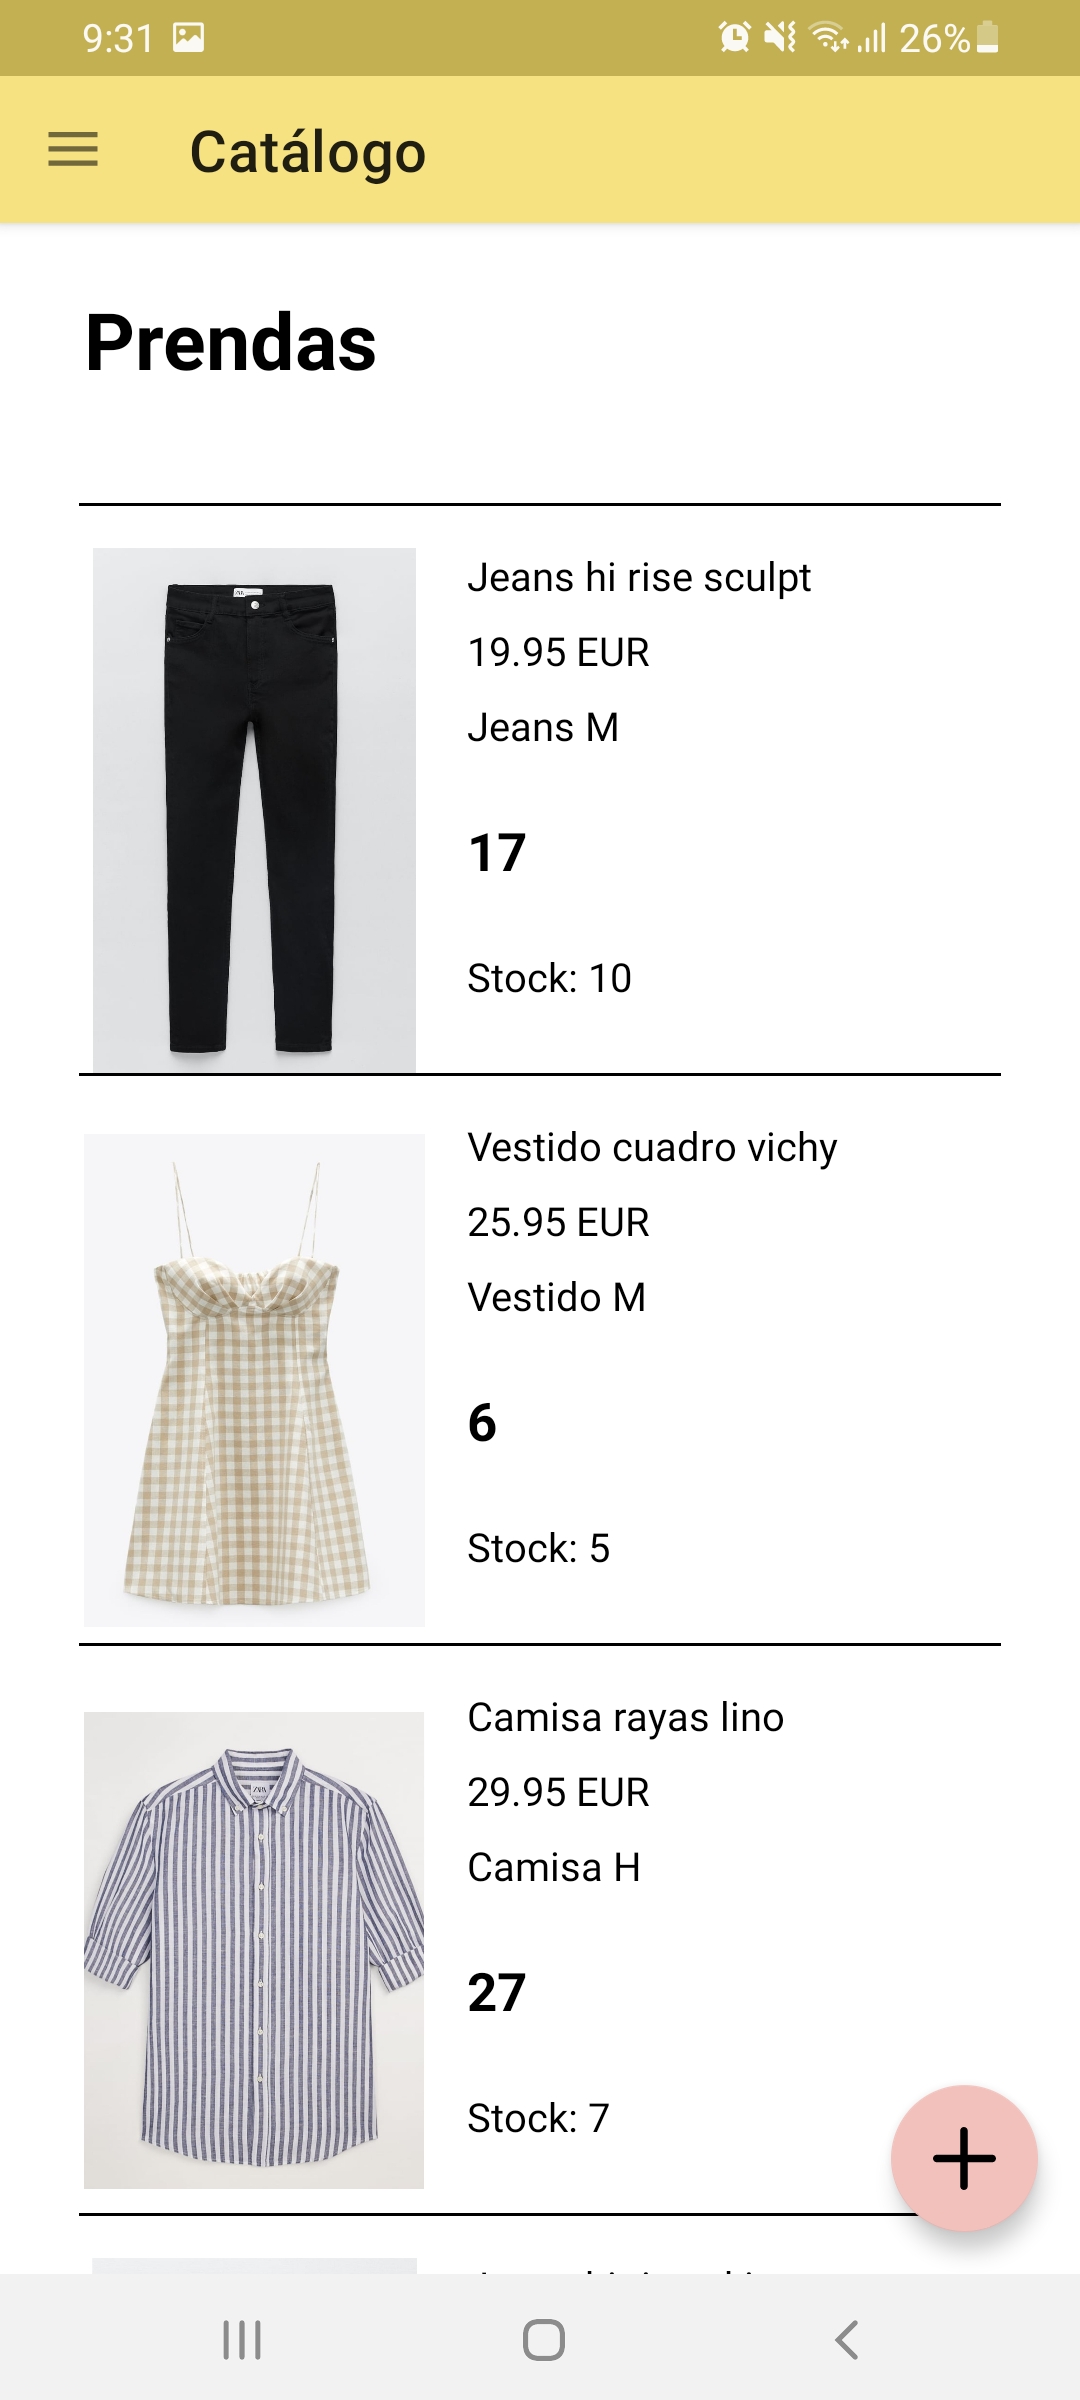 9:31
26%
Catálogo
Prendas
Jeans hi rise sculpt
19.95 EUR
Jeans M
17
Stock: 10
Vestido cuadro vichy
25.95 EUR
Vestido M
6
Stock: 5
Camisa rayas lino
29.95 EUR
Camisa H
27
Stock: 7